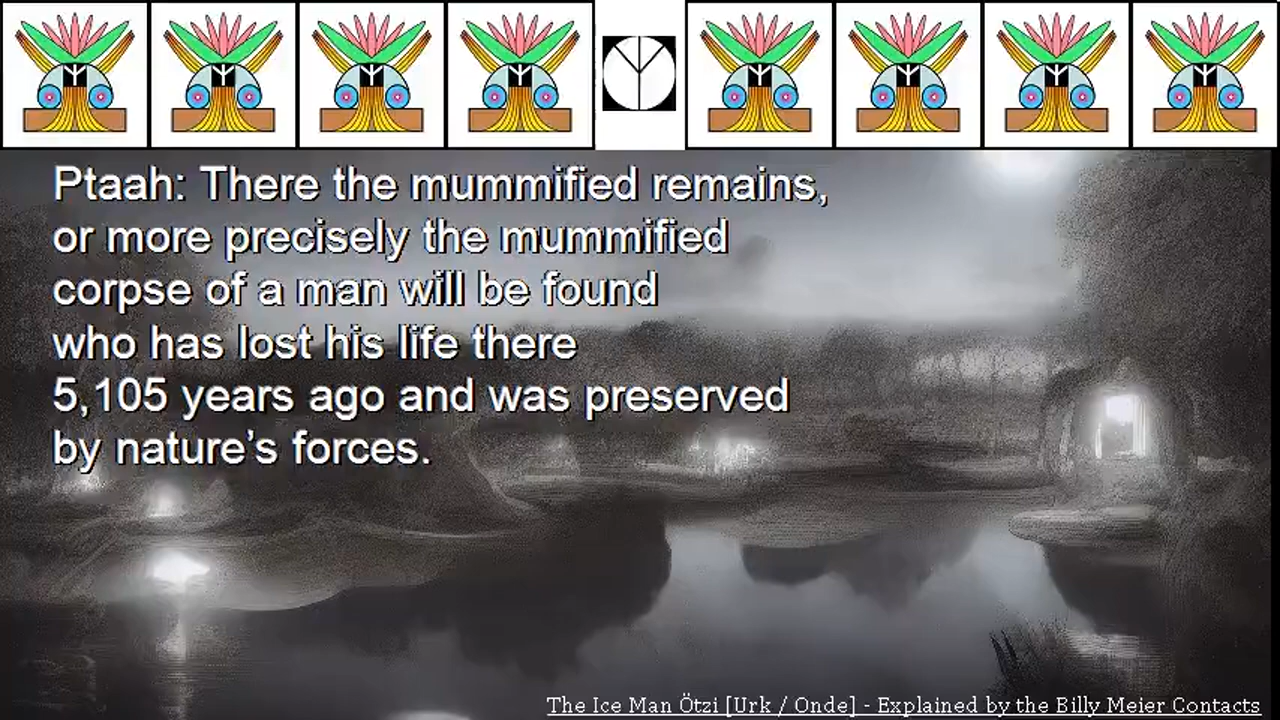 Ptaah: There the mummified remains,
or more precisely the mummified
corpse of a man will be found
who has lost his life there
5,105 years ago and was preserved
by nature's forces.
The Ice Man Ötzi [Urk / Onde] - Explained by the Billy Meier Contacts